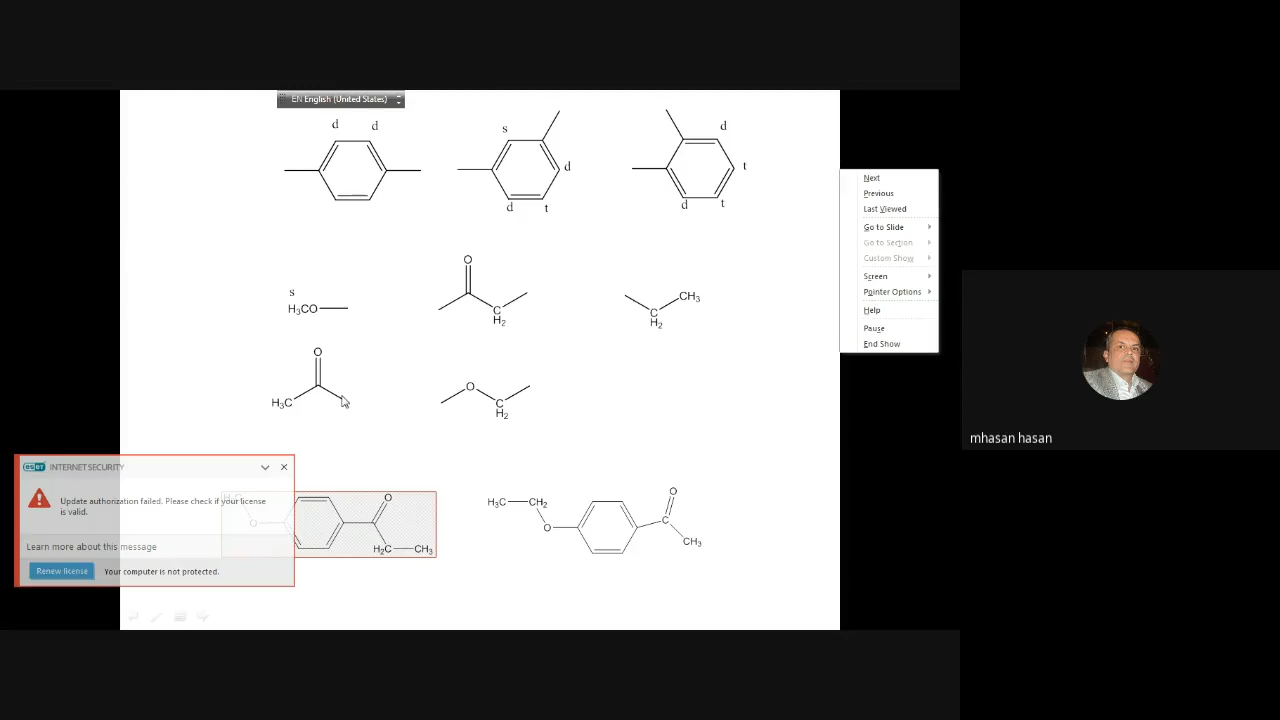 EN English (United States)
d d
s
d
d t
d
t
d t
Next
Previous
Last Viewed
Go to Slide
Go to Section
Custom Show
Screen
Pointer Options
Help
Pause
End Show
s
H3CO
O
C
H2
CH3
C
H2
O
H3C
O
C
H2
mhasan hasan
eset INTERNET SECURITY
Update authorization failed. Please check if your license
is valid.
Learn more about this message
Renew license Your computer is not protected.
H3C
O
O
H2C CH3
H3C CH2
O
O
C
CH3